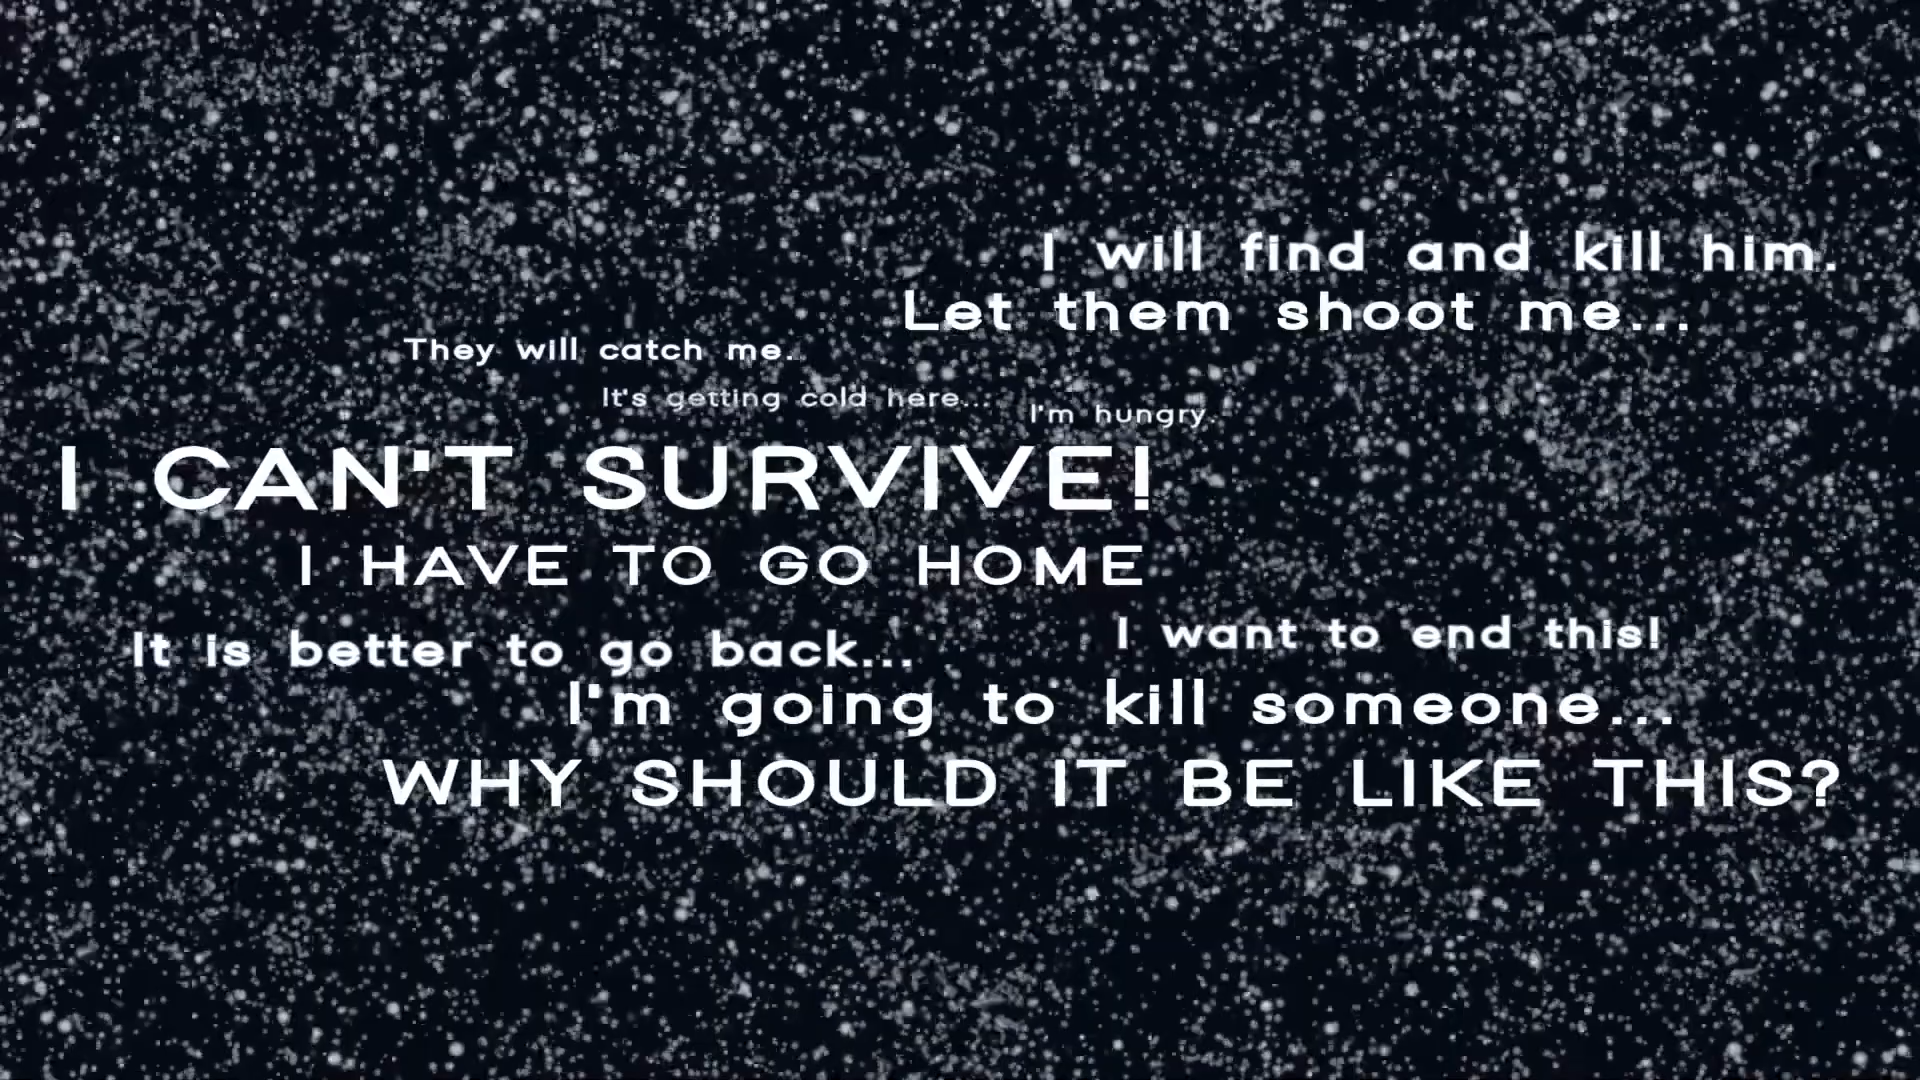 I will find and kill him.
Let them shoot me...
They will catch me.
It's getting cold here...
I'm hungry.
I CAN'T SURVIVE!
I HAVE TO GO HOME
I want to end this!
It is better to go back...
I'm going to kill someone...
WHY SHOULD IT BE LIKE THIS?